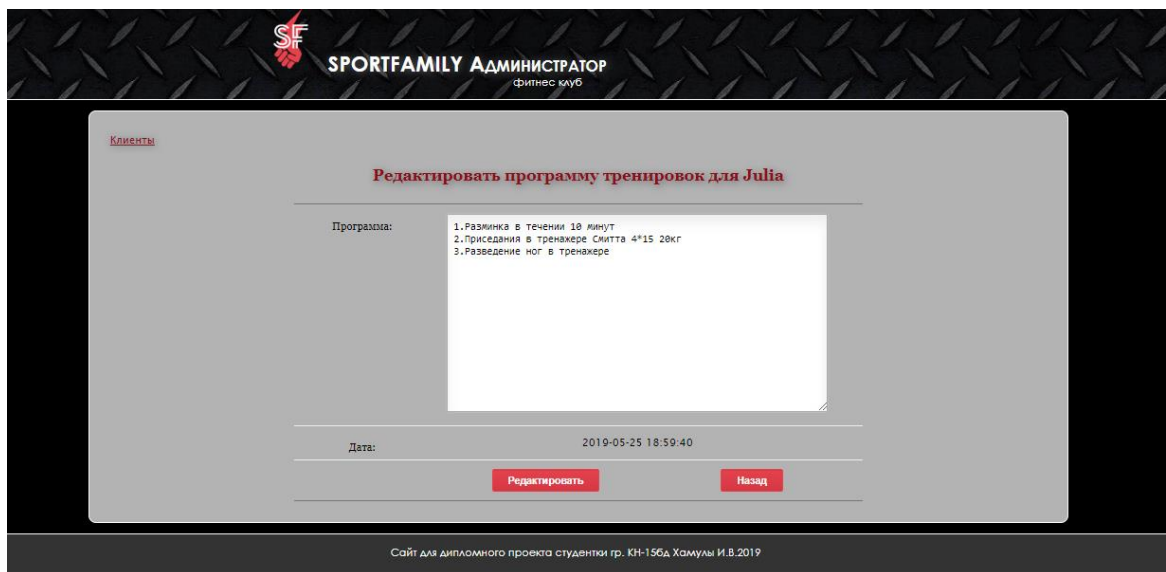 SF
SPORTFAMILY Администратор
фитнес клуб
Клиенты
Редактировать программу тренировок для Julia
Программа:
1.Разминка в течении 10 минут
2.Приседания в тренажере Смитта 4*15 20кг
3.Разведение ног в тренажере
Дата:
2019-05-25 18:59:40
Редактировать
Назад
Сайт для дипломного проекта студентки гр. КН-15бд Хамулы И.В.2019